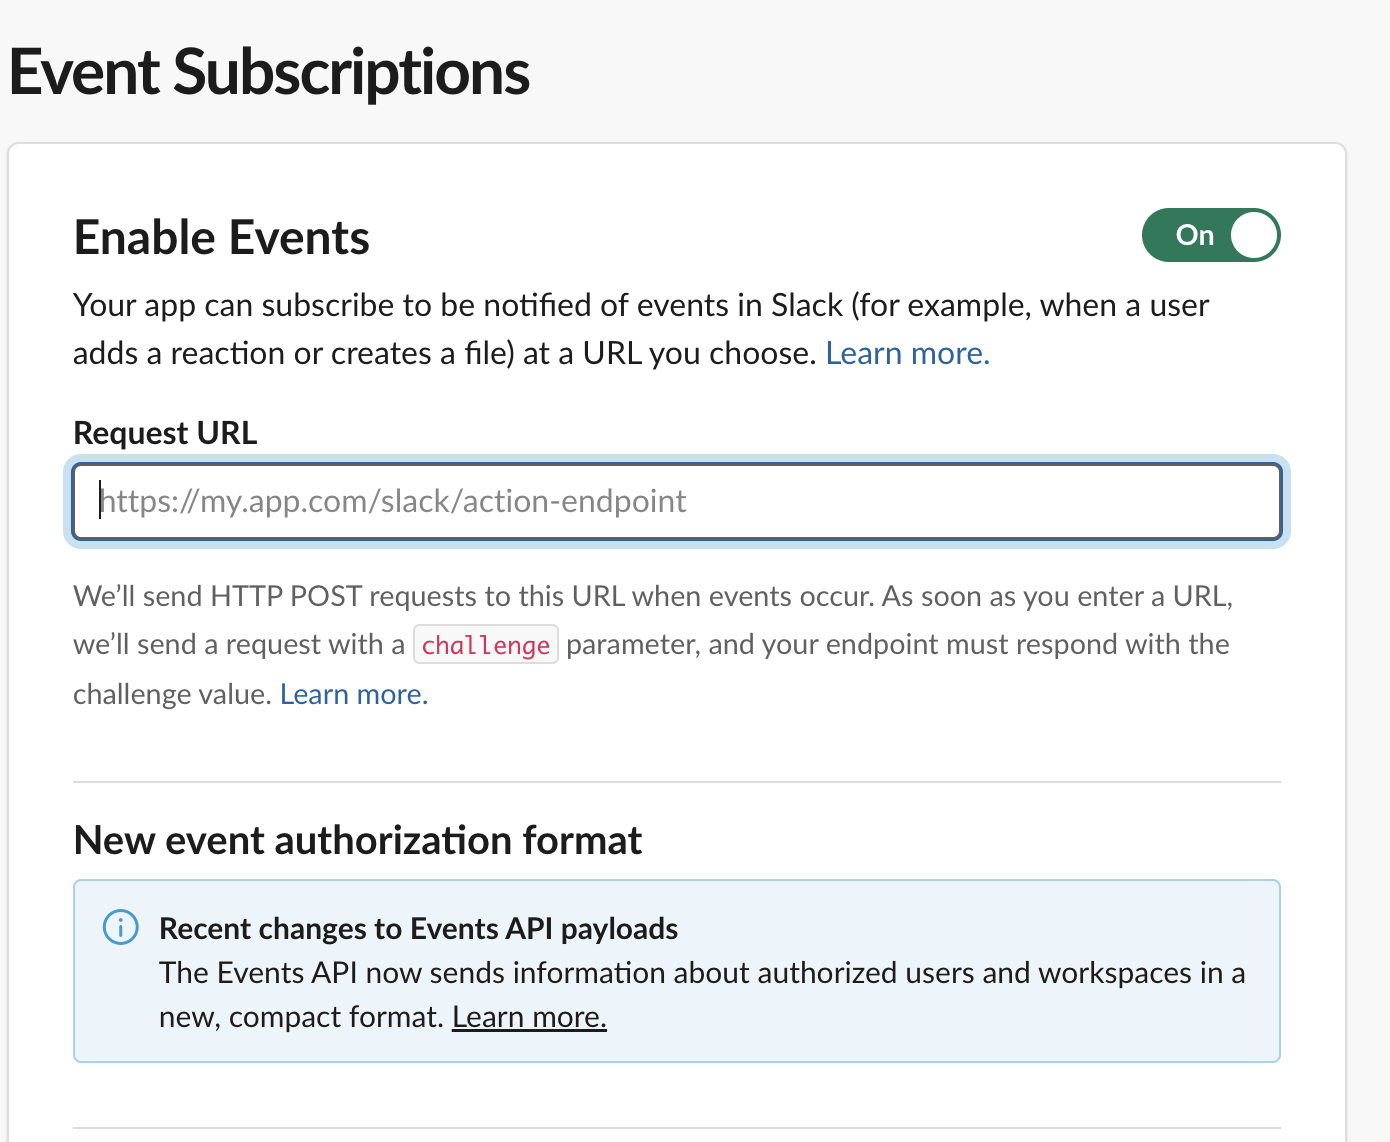 Event Subscriptions
Enable Events
On
Your app can subscribe to be notified of events in Slack (for example, when a user
adds a reaction or creates a file) at a URL you choose. Learn more.
Request URL
https://my.app.com/slack/action-endpoint
We’ll send HTTP POST requests to this URL when events occur. As soon as you enter a URL,
we’ll send a request with a challenge parameter, and your endpoint must respond with the
challenge value. Learn more.
New event authorization format
Recent changes to Events API payloads
The Events API now sends information about authorized users and workspaces in a
new, compact format. Learn more.